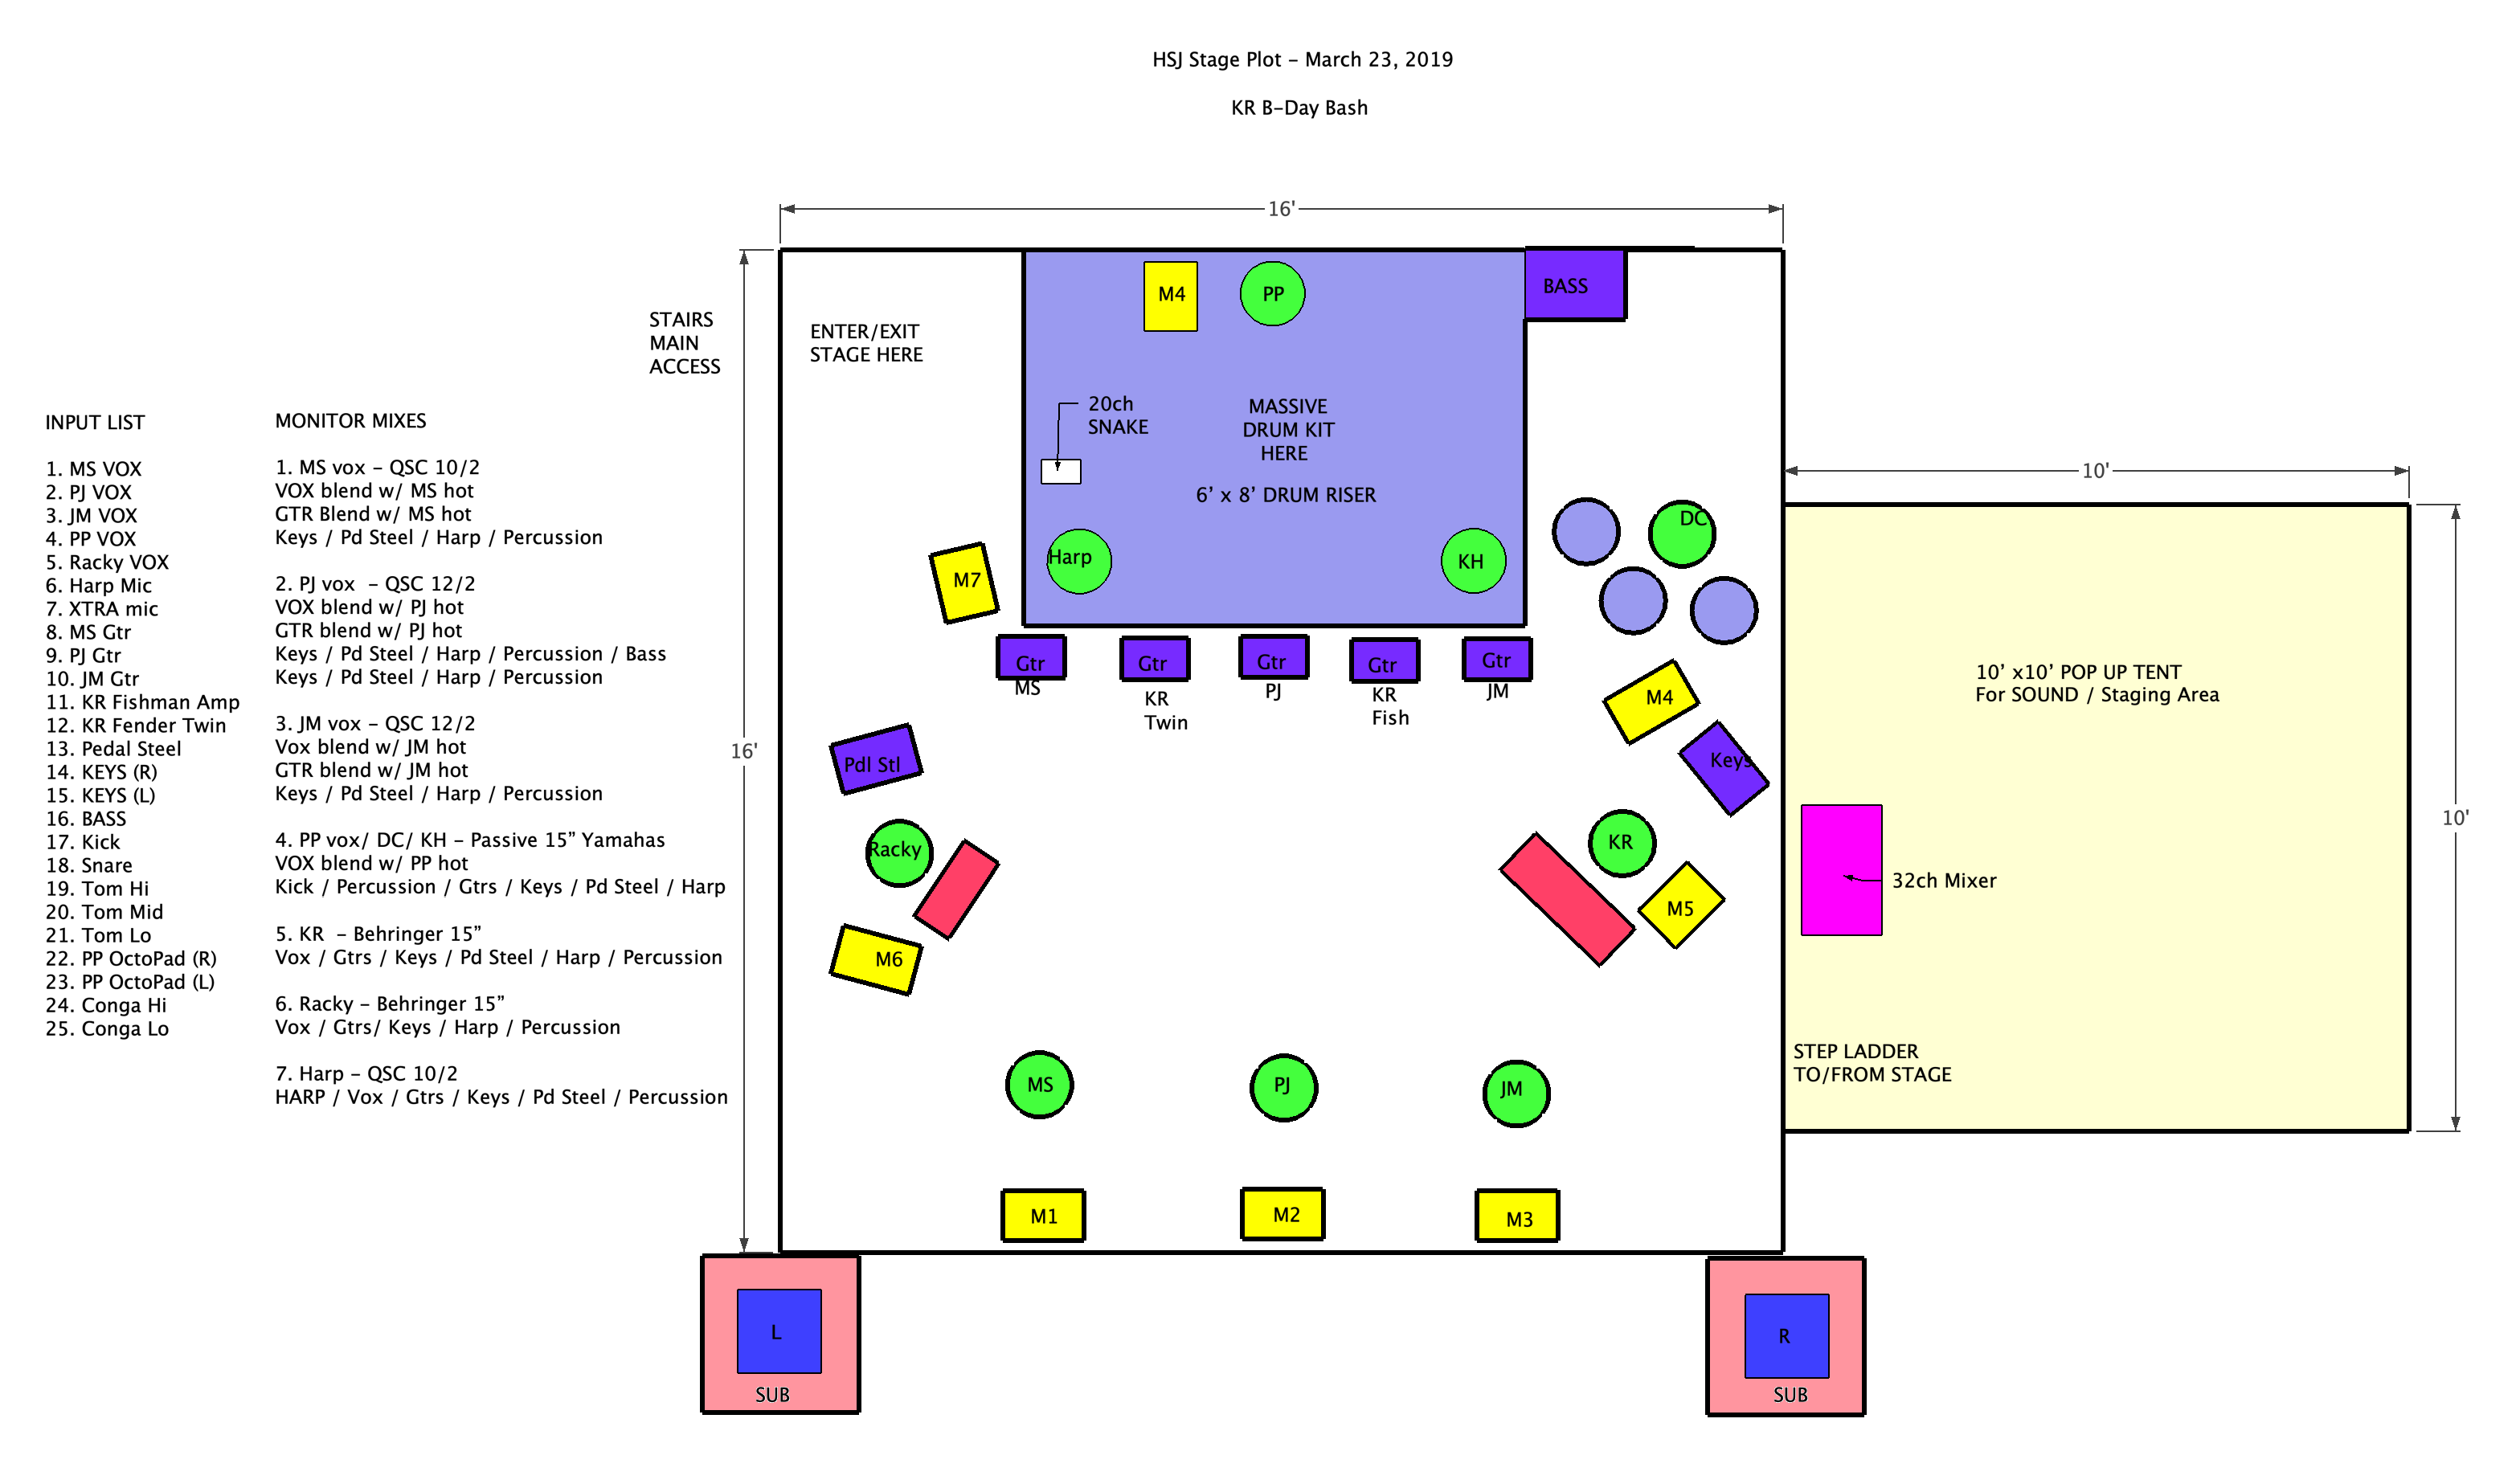 HSJ Stage Plot - March 23, 2019
KR B-Day Bash
16'
STAIRS
MAIN
ACCESS
ENTER/EXIT
STAGE HERE
M4
PP
BASS
20ch
SNAKE
MASSIVE
DRUM KIT
HERE
6’ x 8’ DRUM RISER
Harp
KH
DC
M7
Gtr
MS
Gtr
KR
Twin
Gtr
PJ
Gtr
KR
Fish
Gtr
JM
M4
Keys
Pdl Stl
Racky
M6
KR
M5
MS
PJ
JM
M1
M2
M3
16'
10'
10’ x10’ POP UP TENT
For SOUND / Staging Area
10'
32ch Mixer
STEP LADDER
TO/FROM STAGE
L
SUB
R
SUB
INPUT LIST
1. MS VOX
2. PJ VOX
3. JM VOX
4. PP VOX
5. Racky VOX
6. Harp Mic
7. XTRA mic
8. MS Gtr
9. PJ Gtr
10. JM Gtr
11. KR Fishman Amp
12. KR Fender Twin
13. Pedal Steel
14. KEYS (R)
15. KEYS (L)
16. BASS
17. Kick
18. Snare
19. Tom Hi
20. Tom Mid
21. Tom Lo
22. PP OctoPad (R)
23. PP OctoPad (L)
24. Conga Hi
25. Conga Lo
MONITOR MIXES
1. MS vox - QSC 10/2
VOX blend w/ MS hot
GTR Blend w/ MS hot
Keys / Pd Steel / Harp / Percussion
2. PJ vox - QSC 12/2
VOX blend w/ PJ hot
GTR blend w/ PJ hot
Keys / Pd Steel / Harp / Percussion / Bass
Keys / Pd Steel / Harp / Percussion
3. JM vox - QSC 12/2
Vox blend w/ JM hot
GTR blend w/ JM hot
Keys / Pd Steel / Harp / Percussion
4. PP vox/ DC/ KH - Passive 15” Yamahas
VOX blend w/ PP hot
Kick / Percussion / Gtrs / Keys / Pd Steel / Harp
5. KR - Behringer 15”
Vox / Gtrs / Keys / Pd Steel / Harp / Percussion
6. Racky - Behringer 15”
Vox / Gtrs/ Keys / Harp / Percussion
7. Harp - QSC 10/2
HARP / Vox / Gtrs / Keys / Pd Steel / Percussion